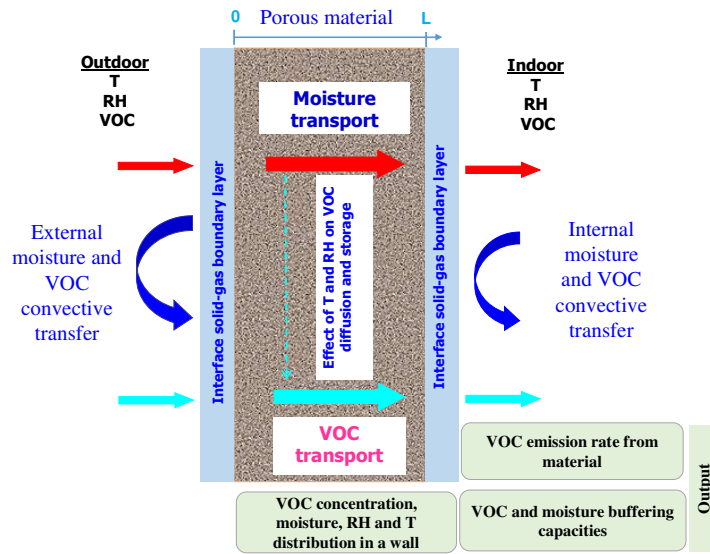 0
Porous material
L
Outdoor
T
RH
VOC
Indoor
T
RH
VOC
Moisture
transport
Interface solid-gas boundary layer
Effect of T and RH on VOC
diffusion and storage
Interface solid-gas boundary layer
External
moisture and
VOC
convective
transfer
Internal
moisture
and VOC
convective
transfer
VOC
transport
VOC emission rate from
material
VOC concentration,
moisture, RH and T
distribution in a wall
VOC and moisture buffering
capacities
Output